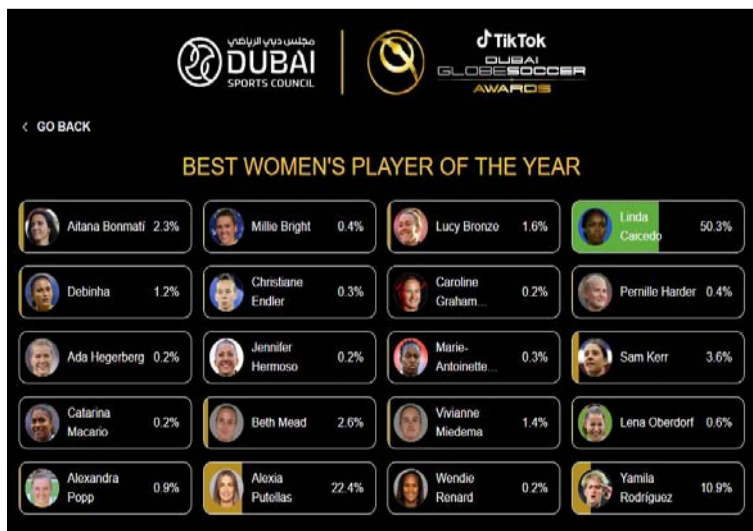 مجلس دبي الرياضي
DUBAI
SPORTS COUNCIL
TikTok
DUBAI
GLOBESOCCER
AWARDS
< GO BACK
BEST WOMEN'S PLAYER OF THE YEAR
Aitana Bonmatí 2.3%
Millie Bright 0.4%
Lucy Bronze 1.6%
Linda
Caicedo 50.3%
Debinha 1.2%
Christiane
Endler 0.3%
Caroline
Graham... 0.2%
Pernille Harder 0.4%
Ada Hegerberg 0.2%
Jennifer
Hermoso 0.2%
Marie-
Antoinette... 0.3%
Sam Kerr 3.6%
Catarina
Macario 0.2%
Beth Mead 2.6%
Vivianne
Miedema 1.4%
Lena Oberdorf 0.6%
Alexandra
Popp 0.9%
Alexia
Putellas 22.4%
Wendie
Renard 0.2%
Yamila
Rodríguez 10.9%